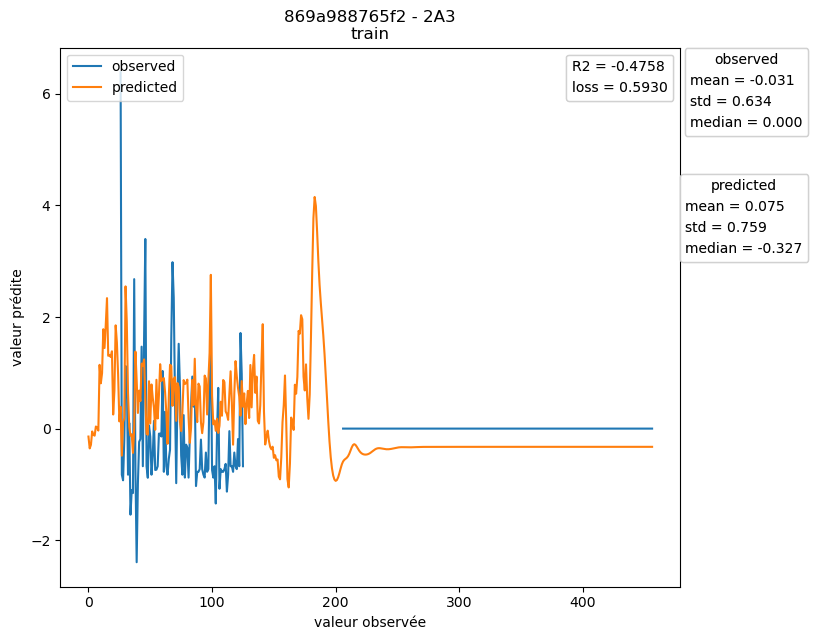 869a988765f2 - 2A3
train
observed
predicted
R2 = -0.4758
loss = 0.5930
observed
mean = -0.031
std = 0.634
median = 0.000
predicted
mean = 0.075
std = 0.759
median = -0.327
valeur prédite
6
4
2
0
−2
0
100
200
300
400
valeur observée